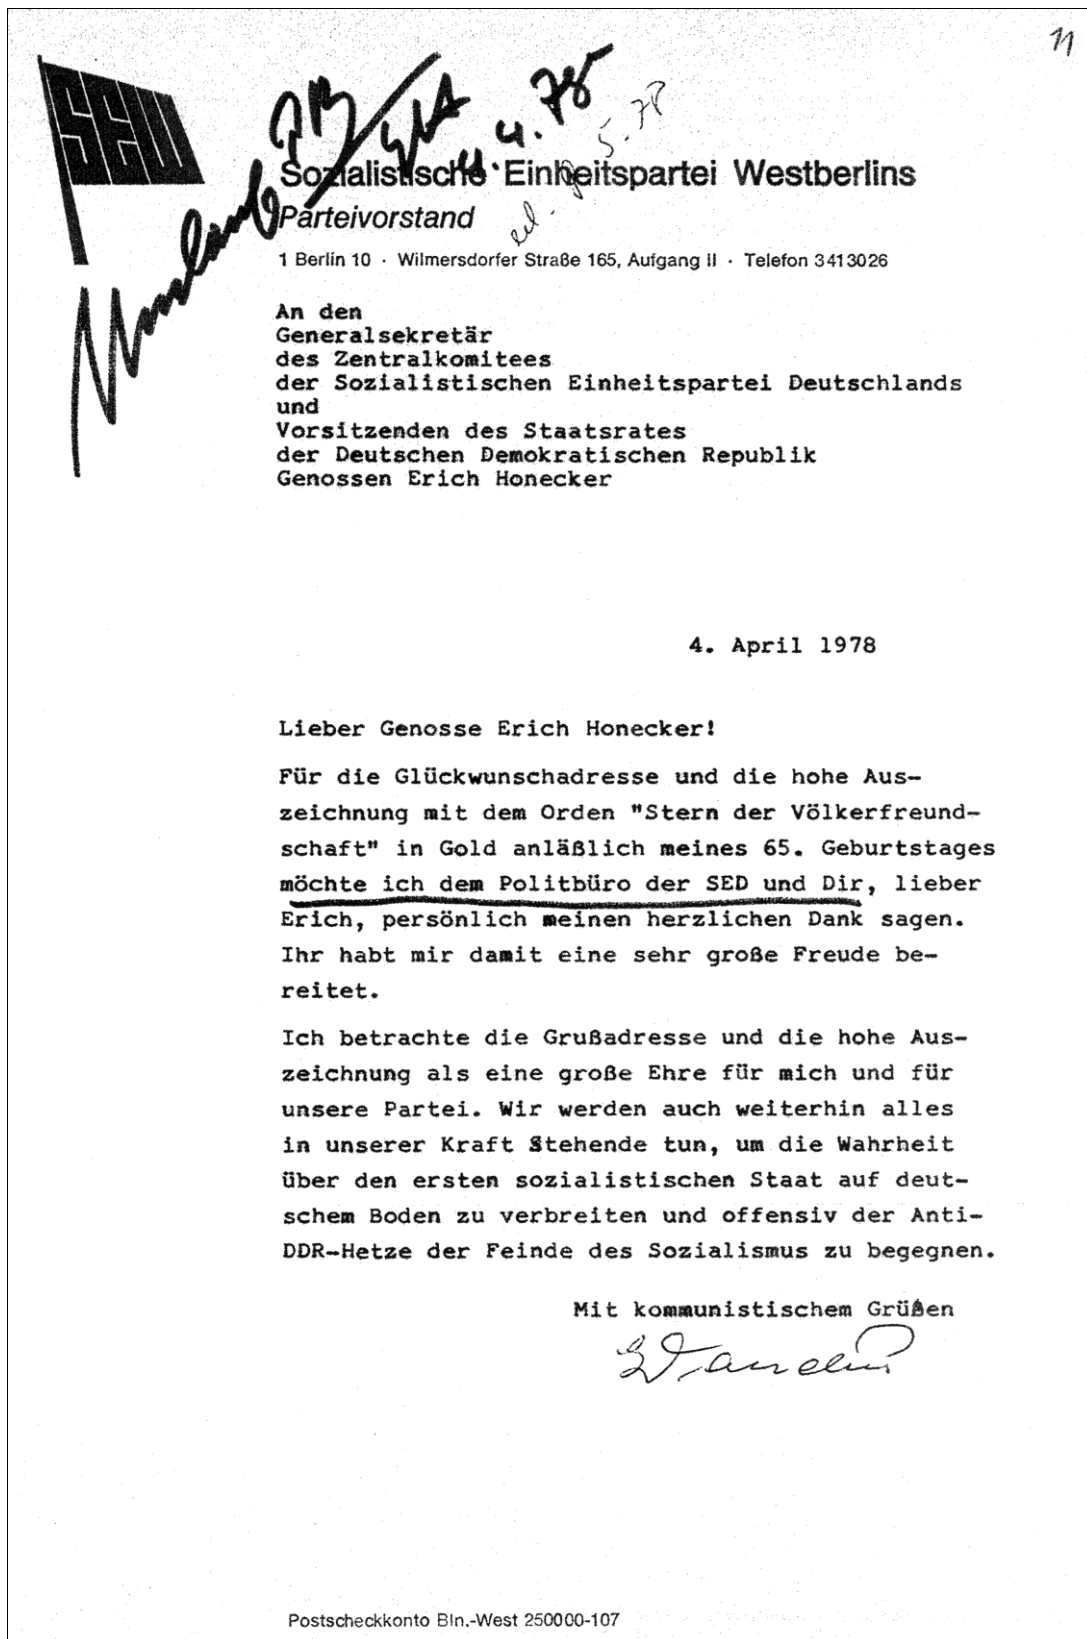 11
SEW
Sozialistische Einheitspartei Westberlins
Parteivorstand
1 Berlin 10 · Wilmersdorfer Straße 165, Aufgang II · Telefon 3413026
An den
Generalsekretär
des Zentralkomitees
der Sozialistischen Einheitspartei Deutschlands
und
Vorsitzenden des Staatsrates
der Deutschen Demokratischen Republik
Genossen Erich Honecker
4. April 1978
Lieber Genosse Erich Honecker!
Für die Glückwunschadresse und die hohe Aus-
zeichnung mit dem Orden "Stern der Völkerfreund-
schaft" in Gold anläßlich meines 65. Geburtstages
möchte ich dem Politbüro der SED und Dir, lieber
Erich, persönlich meinen herzlichen Dank sagen.
Ihr habt mir damit eine sehr große Freude be-
reitet.
Ich betrachte die Grußadresse und die hohe Aus-
zeichnung als eine große Ehre für mich und für
unsere Partei. Wir werden auch weiterhin alles
in unserer Kraft Stehende tun, um die Wahrheit
über den ersten sozialistischen Staat auf deut-
schem Boden zu verbreiten und offensiv der Anti-
DDR-Hetze der Feinde des Sozialismus zu begegnen.
Mit kommunistischem Grüßen
Postscheckkonto Bln.-West 250000-107